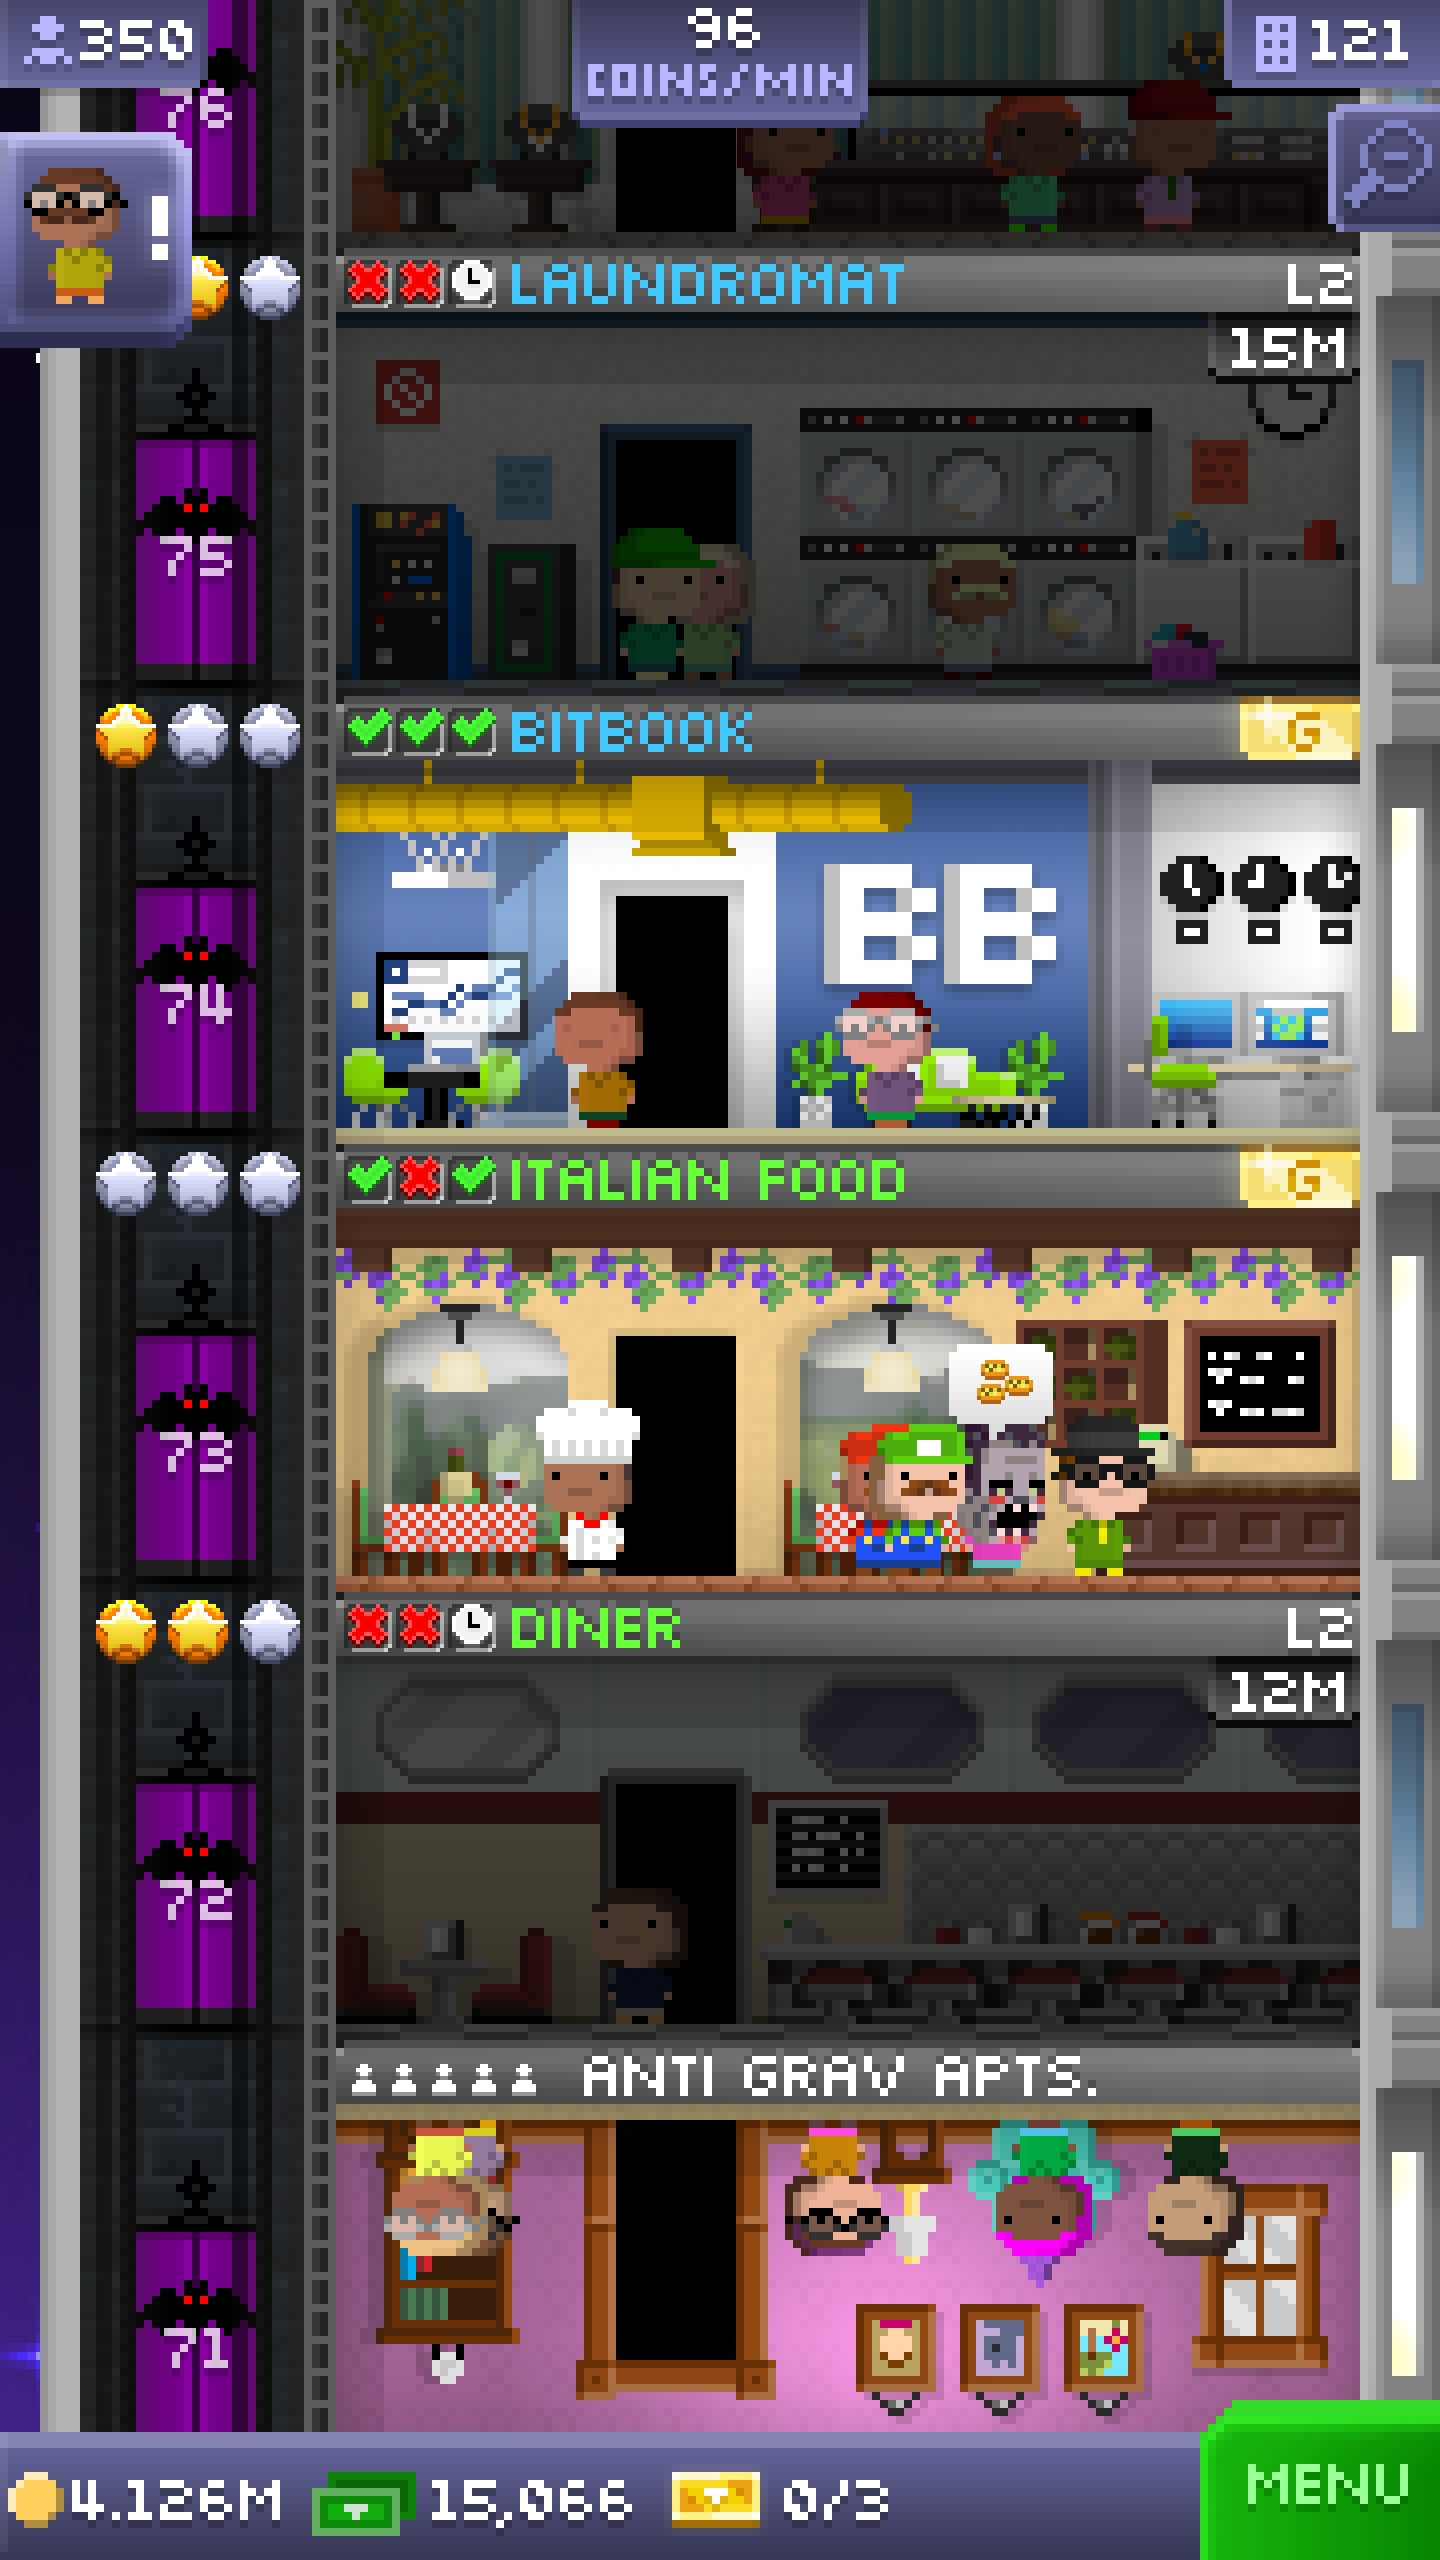 350
96
COINS/MIN
121
76
!
LAUNDROMAT
L2
15M
75
BITBOOK
G
BB
74
ITALIAN FOOD
G
73
DINER
L2
12M
72
ANTI GRAV APTS.
71
4.126M
15,066
0/3
MENU